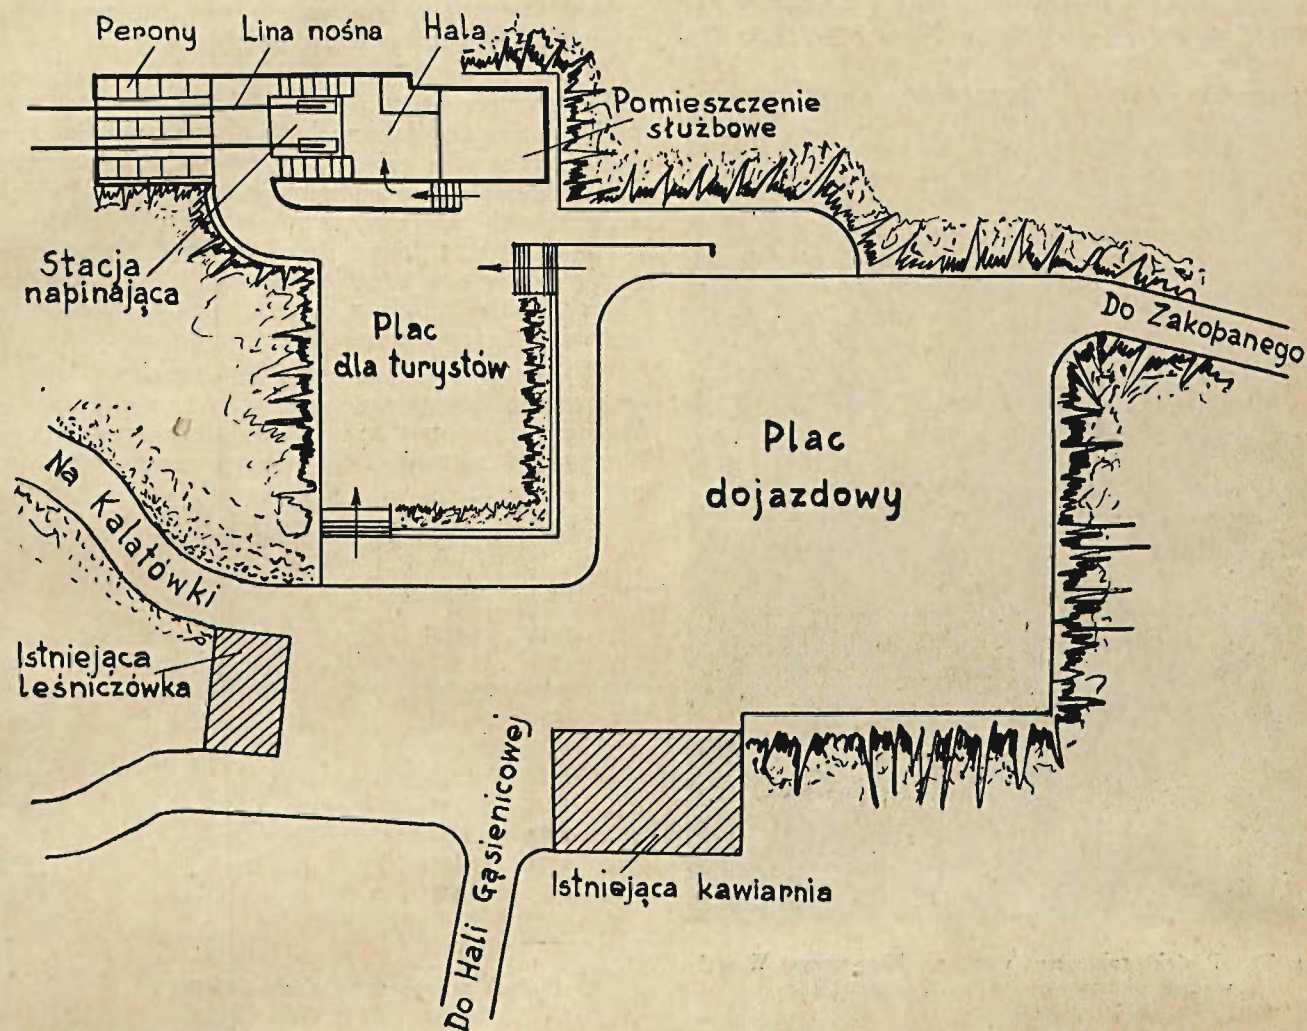 Perony
Lina nośna
Hala
Pomieszczenie
służbowe
Stacja
napinająca
Plac
dla turystów
Do Zakopanego
Plac
dojazdowy
Na Kalatówki
Istniejąca
leśniczówka
Do Hali Gąsienicowej
Istniejąca kawiarnia